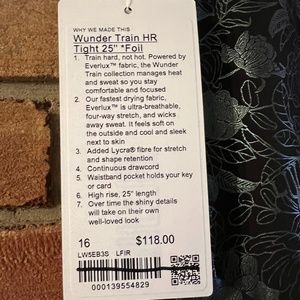 WHY WE MADE THIS
Wunder Train HR
Tight 25" *Foil
1. Train hard, not hot. Powered by
Everlux™ fabric, the Wunder
Train collection manages heat
and sweat so you stay
comfortable and focused
2. Our fastest drying fabric,
Everlux™ is ultra-breathable,
four-way stretch, and wicks
away sweat. It feels soft on
the outside and cool and sleek
next to skin
3. Added Lycra® fibre for stretch
and shape retention
4. Continuous drawcord
5. Waistband pocket holds your key
or card
6. High rise, 25" length
7. Over time the shiny details
will take on their own
well-loved look
16 $118.00
LW5EB3S LFIR
000139554829